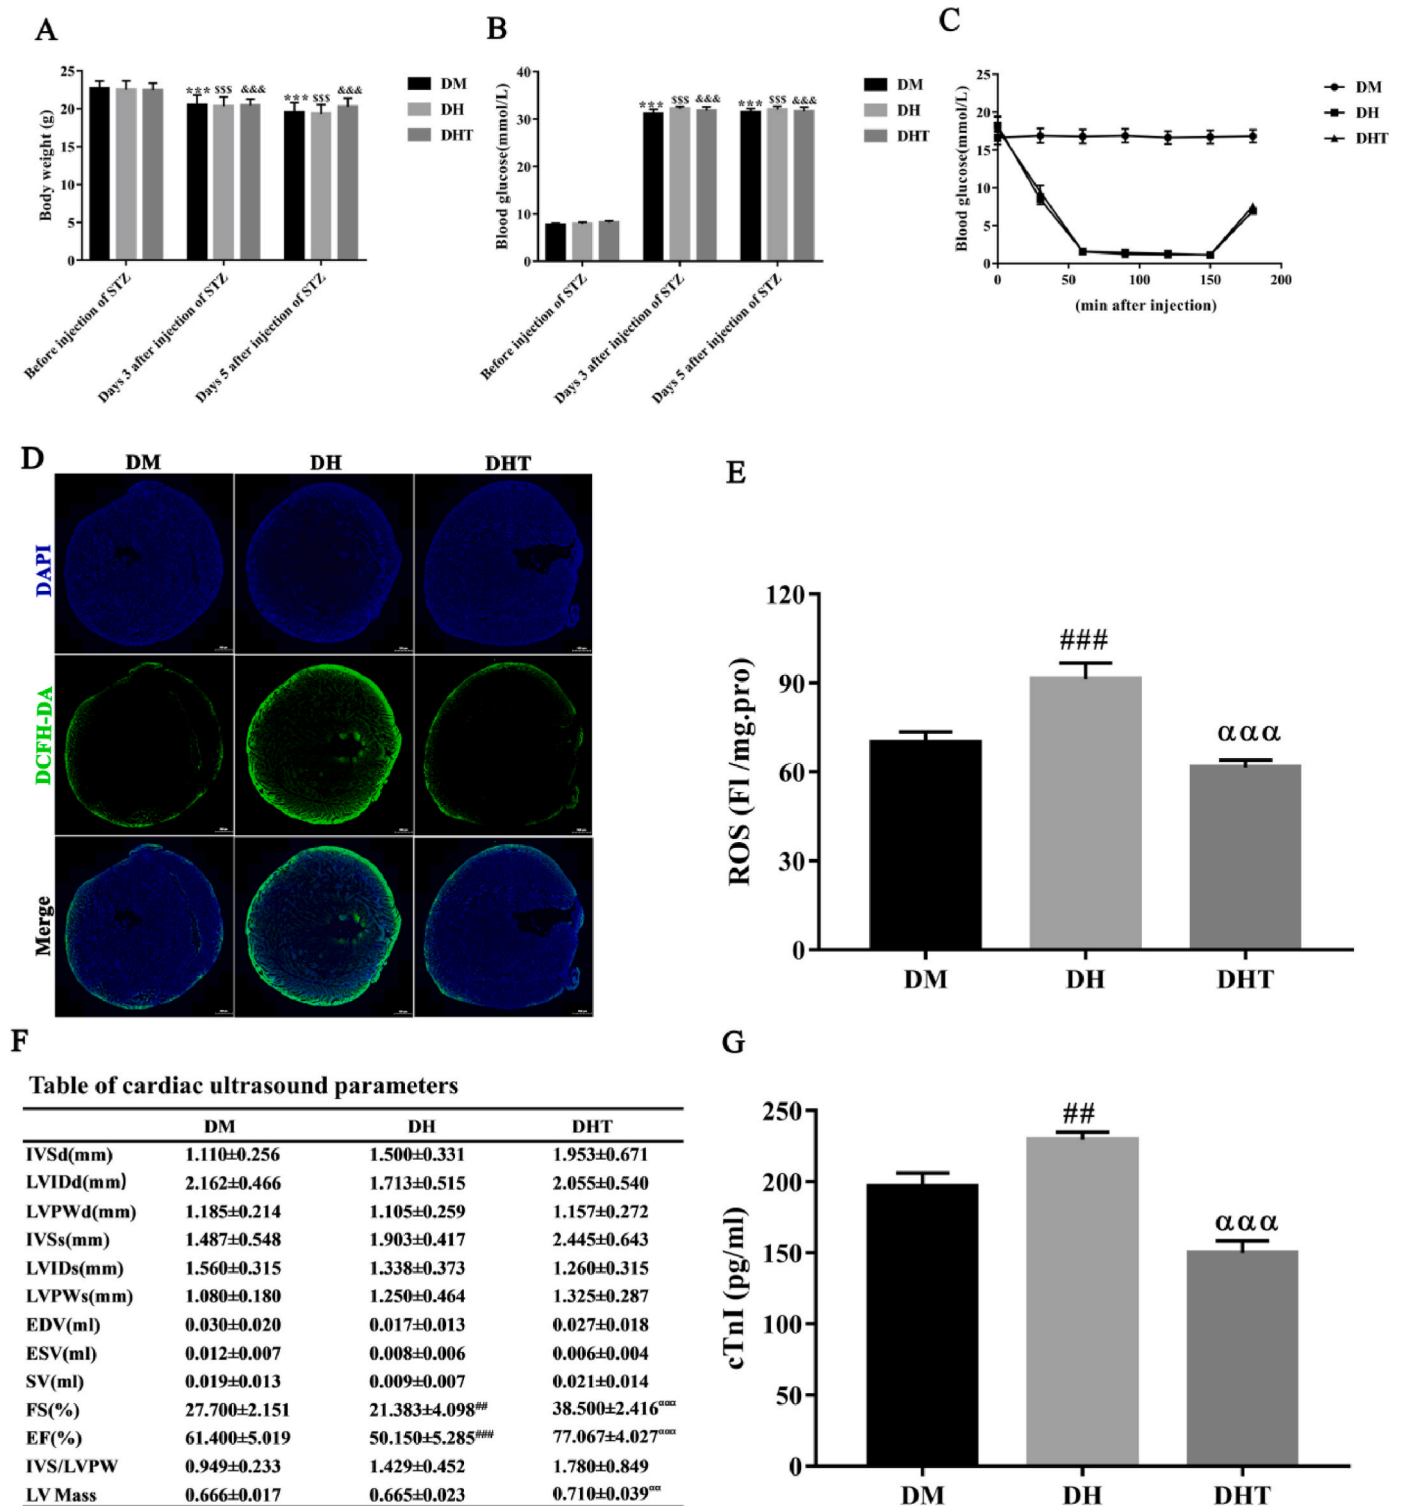 A
25
20
15
10
5
0
Body weight (g)
*** $$$ &&&
*** $$$ &&&
DM
DH
DHT
Before injection of STZ
Days 3 after injection of STZ
Days 5 after injection of STZ
B
40
30
20
10
0
Blood glucose(mmol/L)
*** $$$ &&&
*** $$$ &&&
DM
DH
DHT
Before injection of STZ
Days 3 after injection of STZ
Days 5 after injection of STZ
C
25
20
15
10
5
0
Blood glucose(mmol/L)
0 50 100 150 200
(min after injection)
DM
DH
DHT
D
DM DH DHT
DAPI
DCFH-DA
Merge
E
120
90
60
30
0
ROS (Fl /mg.pro)
###
ααα
DM DH DHT
F
Table of cardiac ultrasound parameters
DM DH DHT
IVSd(mm) 1.110±0.256 1.500±0.331 1.953±0.671
LVIDd(mm) 2.162±0.466 1.713±0.515 2.055±0.540
LVPWd(mm) 1.185±0.214 1.105±0.259 1.157±0.272
IVSs(mm) 1.487±0.548 1.903±0.417 2.445±0.643
LVIDs(mm) 1.560±0.315 1.338±0.373 1.260±0.315
LVPWs(mm) 1.080±0.180 1.250±0.464 1.325±0.287
EDV(ml) 0.030±0.020 0.017±0.013 0.027±0.018
ESV(ml) 0.012±0.007 0.008±0.006 0.006±0.004
SV(ml) 0.019±0.013 0.009±0.007 0.021±0.014
FS(%) 27.700±2.151 21.383±4.098## 38.500±2.416ααα
EF(%) 61.400±5.019 50.150±5.285### 77.067±4.027ααα
IVS/LVPW 0.949±0.233 1.429±0.452 1.780±0.849
LV Mass 0.666±0.017 0.665±0.023 0.710±0.039αα
G
250
200
150
100
50
0
cTnI (pg/ml)
##
ααα
DM DH DHT